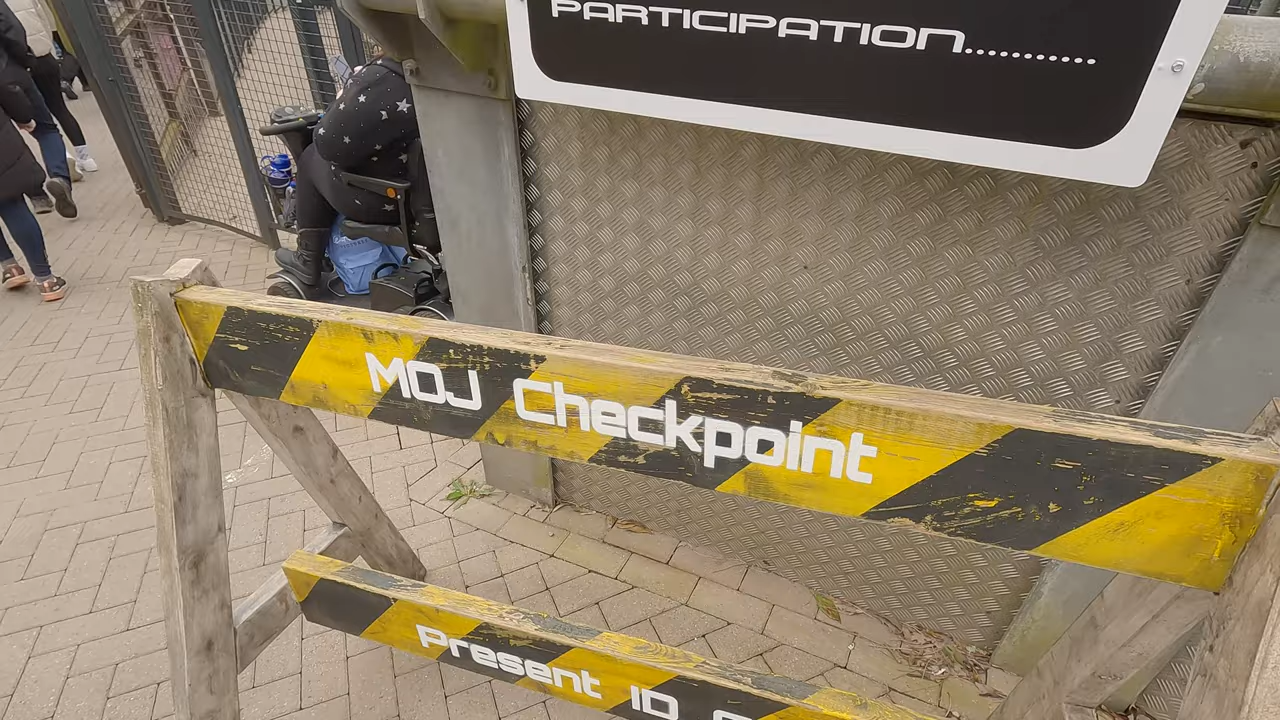 PARTICIPATION..........
MOJ Checkpoint
Present ID